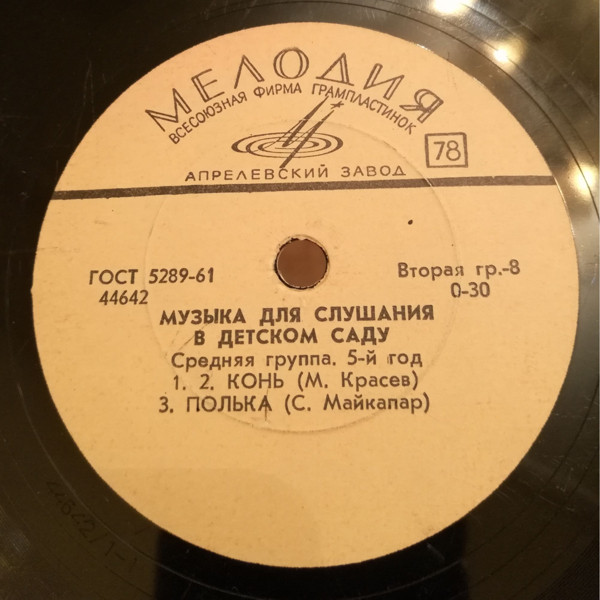 МЕЛОДИЯ
ВСЕСОЮЗНАЯ ФИРМА ГРАМПЛАСТИНОК
78
АПРЕЛЕВСКИЙ ЗАВОД
ГОСТ 5289-61
Вторая гр.-8
44642
0-30
МУЗЫКА ДЛЯ СЛУШАНИЯ
В ДЕТСКОМ САДУ
Средняя группа. 5-й год
1. 2. КОНЬ (М. Красев)
3. ПОЛЬКА (С. Майкапар)